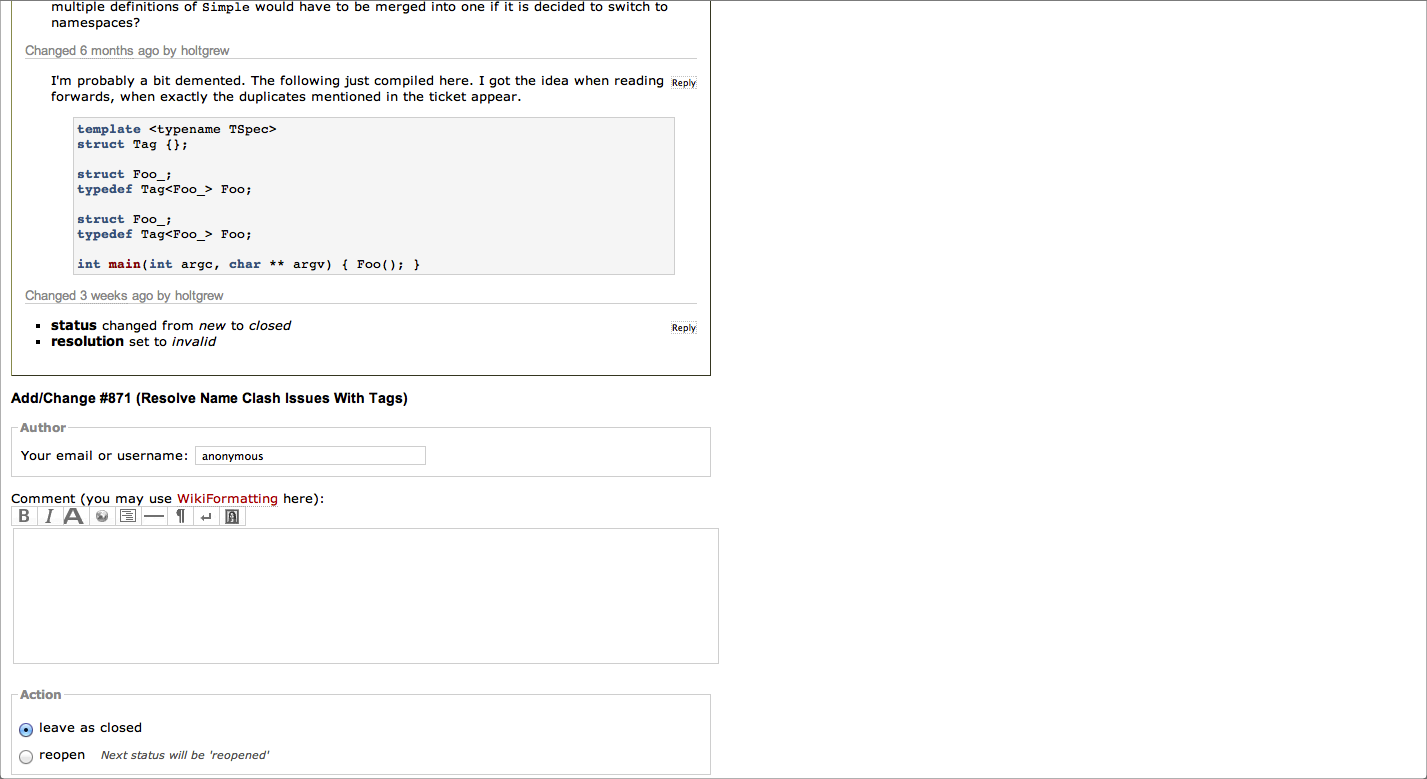 multiple definitions of Simple would have to be merged into one if it is decided to switch to
namespaces?
Changed 6 months ago by holtgrew
I'm probably a bit demented. The following just compiled here. I got the idea when reading Reply
forwards, when exactly the duplicates mentioned in the ticket appear.
template <typename TSpec>
struct Tag {};
struct Foo_;
typedef Tag<Foo_> Foo;
struct Foo_;
typedef Tag<Foo_> Foo;
int main(int argc, char ** argv) { Foo(); }
Changed 3 weeks ago by holtgrew
▪ status changed from new to closed Reply
▪ resolution set to invalid
Add/Change #871 (Resolve Name Clash Issues With Tags)
Author
Your email or username: anonymous
Comment (you may use WikiFormatting here):
B I A — ¶ ↵
Action
leave as closed
reopen Next status will be 'reopened'